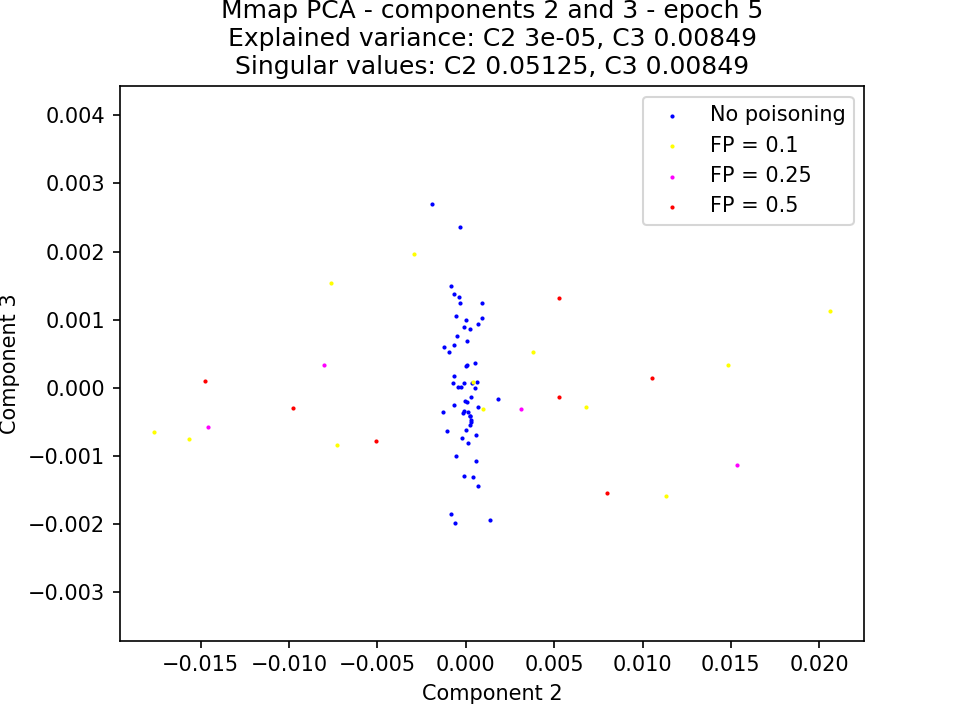 Mmap PCA - components 2 and 3 - epoch 5
Explained variance: C2 3e-05, C3 0.00849
Singular values: C2 0.05125, C3 0.00849
No poisoning
FP = 0.1
FP = 0.25
FP = 0.5
Component 3
0.004
0.003
0.002
0.001
0.000
−0.001
−0.002
−0.003
−0.015 −0.010 −0.005 0.000 0.005 0.010 0.015 0.020
Component 2